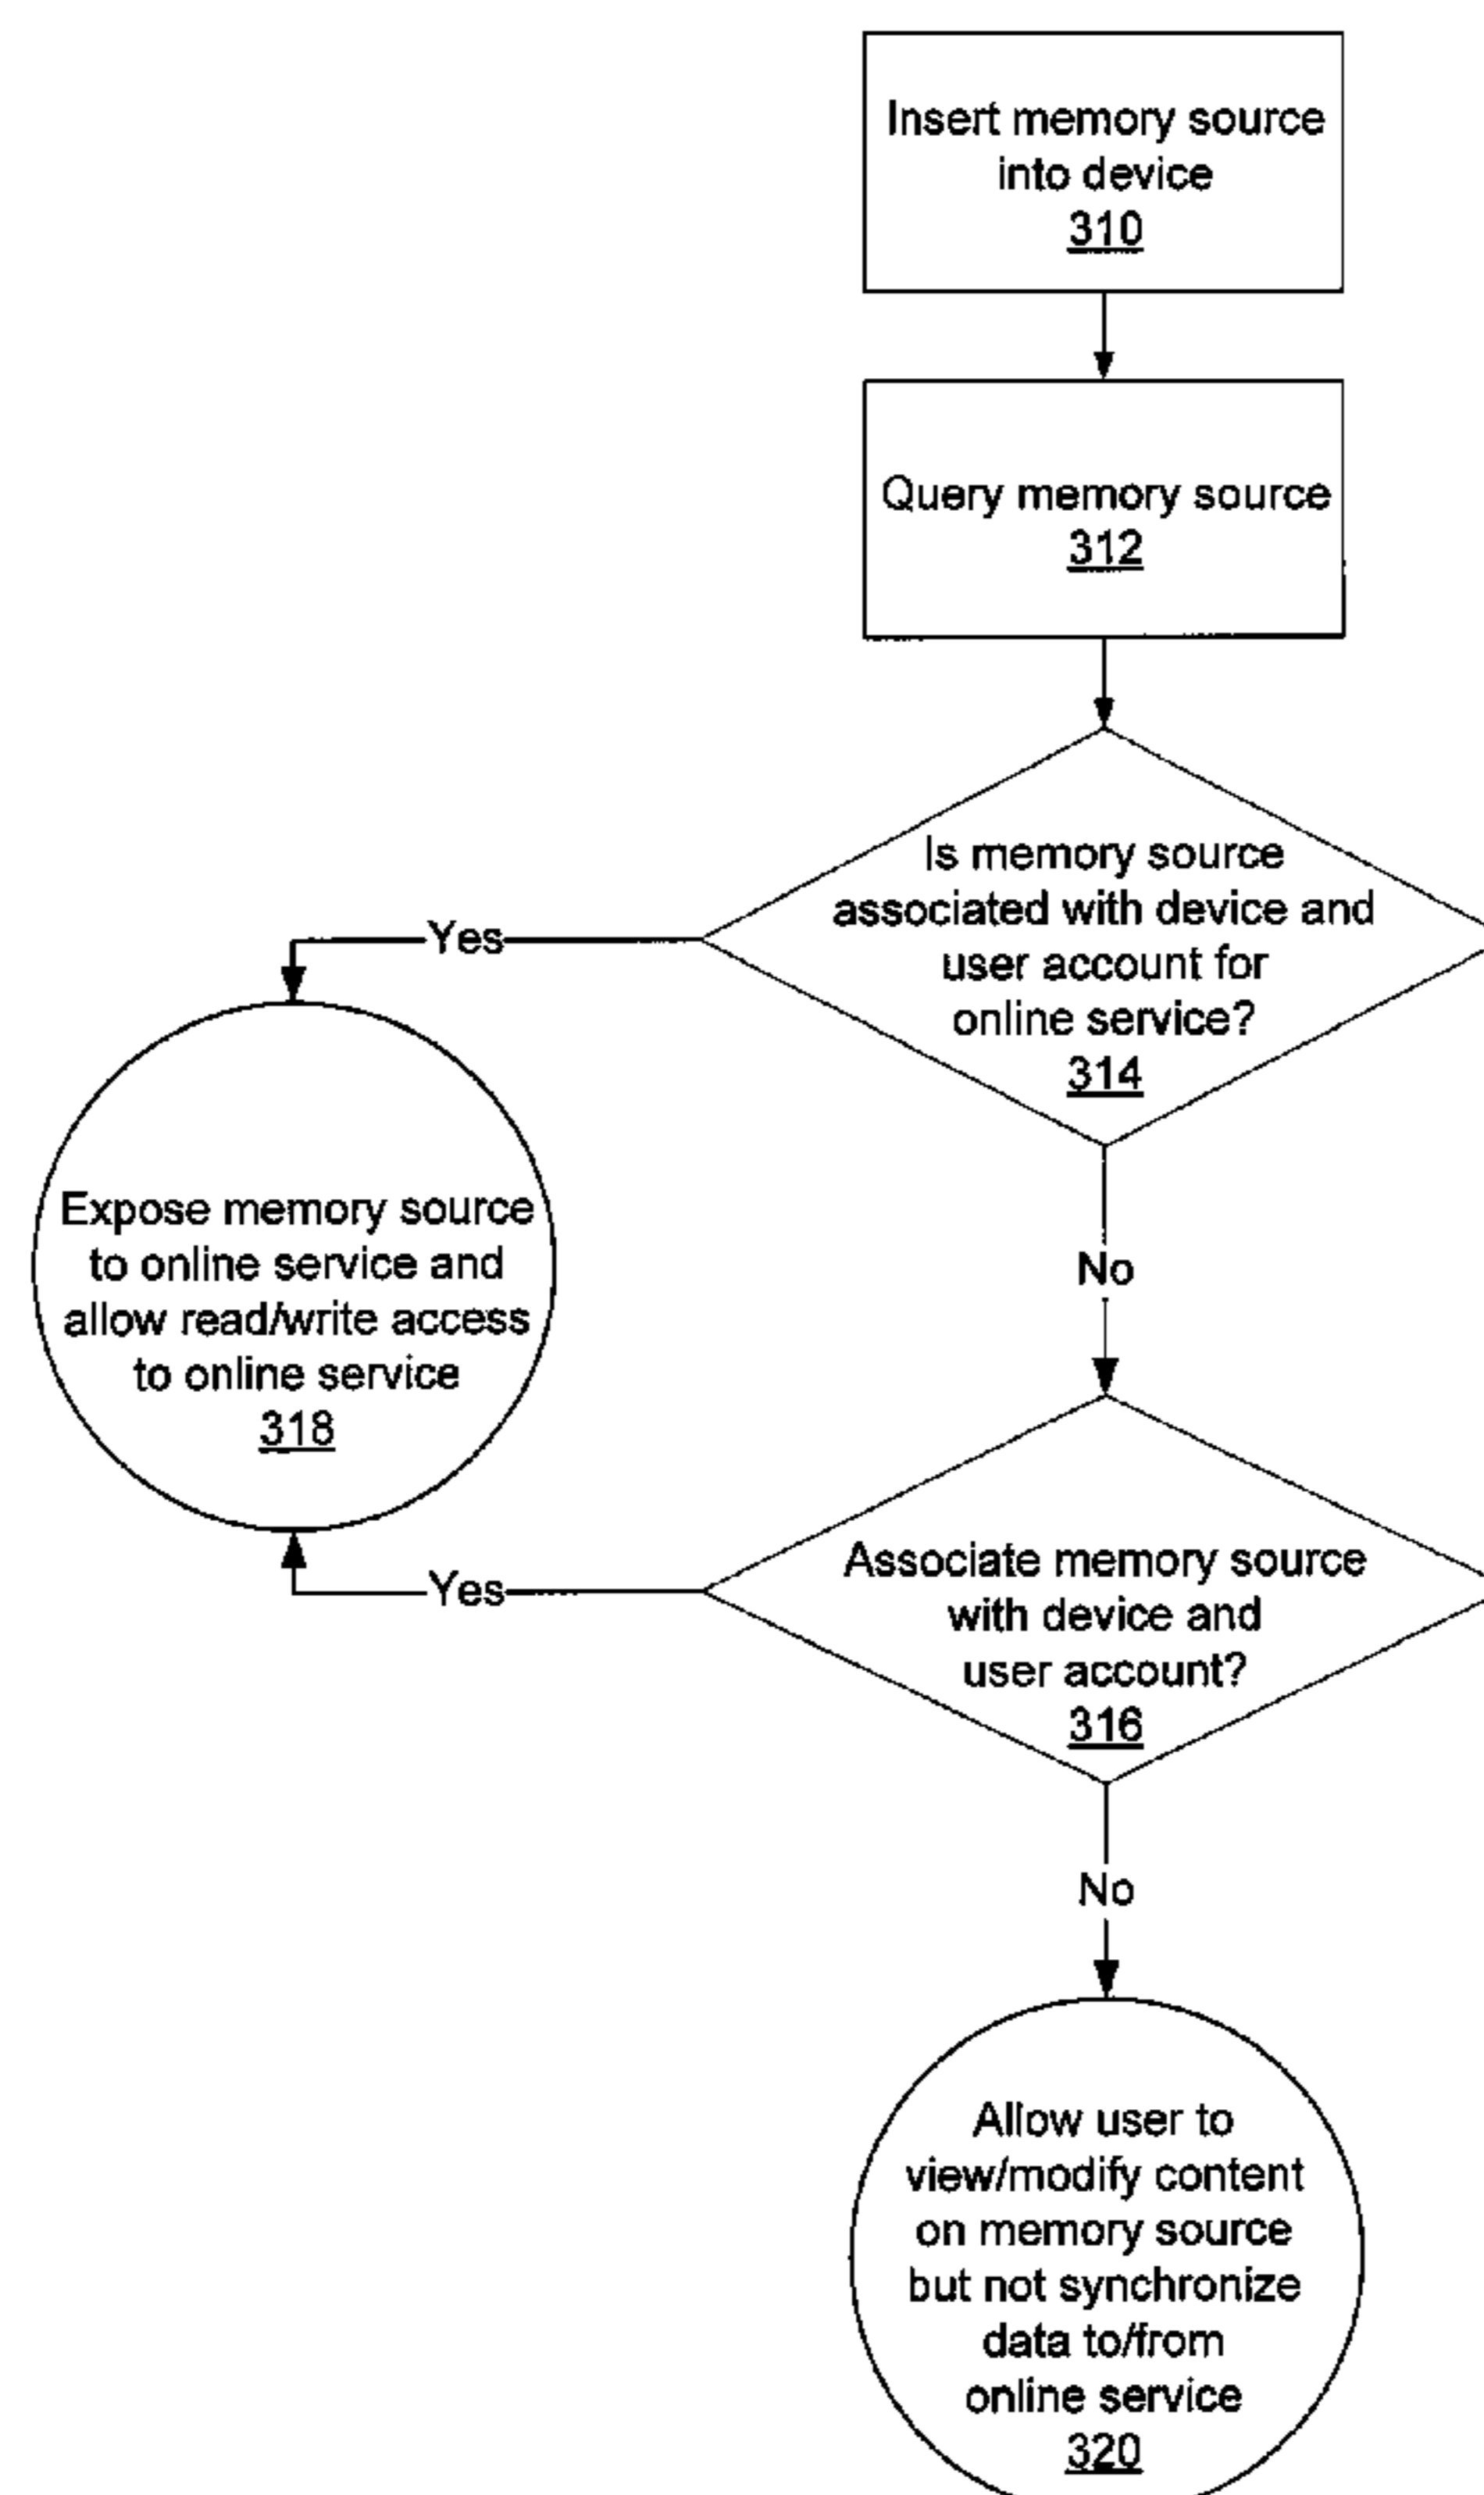 Insert memory source
into device
310
Query memory source
312
Is memory source
associated with device and
user account for
online service?
314
Yes
No
Expose memory source
to online service and
allow read/write access
to online service
318
Associate memory source
with device and
user account?
316
Yes
No
Allow user to
view/modify content
on memory source
but not synchronize
data to/from
online service
320